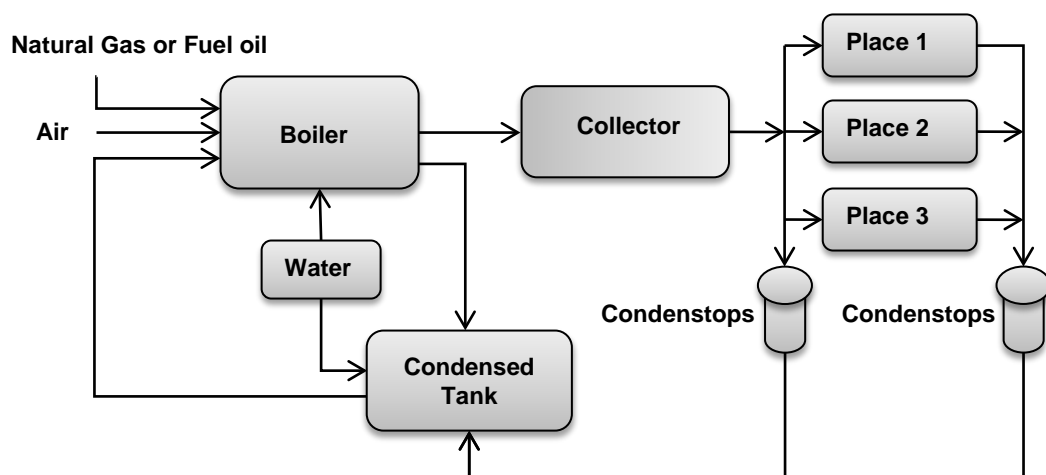 Natural Gas or Fuel oil
Air
Boiler
Collector
Place 1
Place 2
Place 3
Water
Condenstops
Condenstops
Condensed
Tank